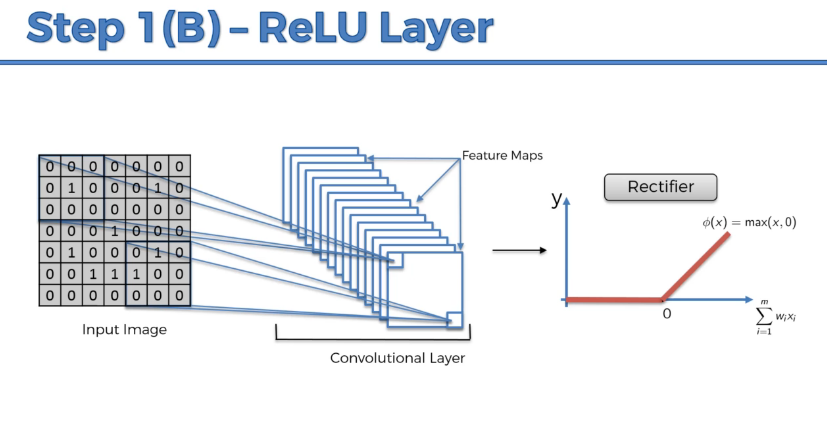 Step 1(B) – ReLU Layer
Feature Maps
0 0 0 0 0 0 0
0 1 0 0 0 1 0
0 0 0 0 0 0 0
0 0 0 1 0 0 0
0 1 0 0 0 1 0
0 0 1 1 1 0 0
0 0 0 0 0 0 0
Input Image
Convolutional Layer
Rectifier
y
ϕ(x) = max(x, 0)
0
m
∑ wᵢxᵢ
i=1